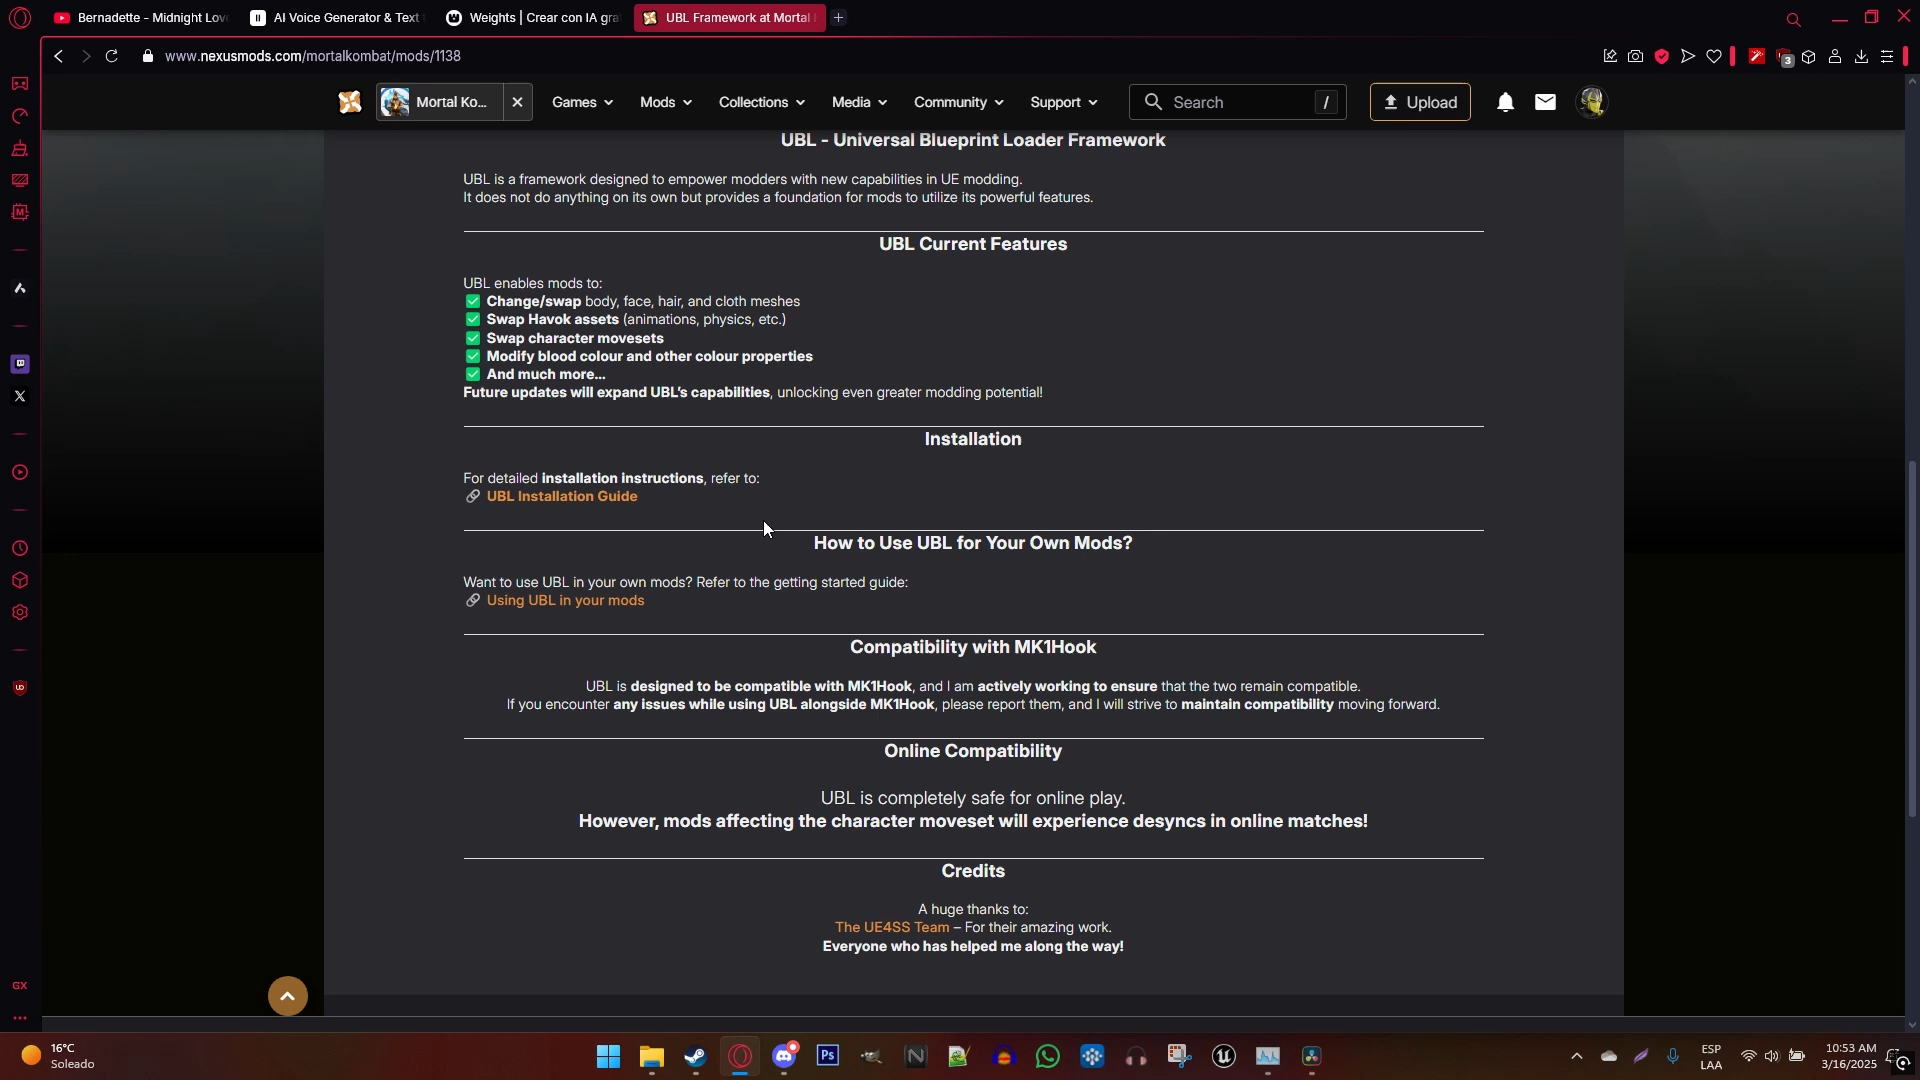 Bernadette - Midnight Lov
AI Voice Generator & Text
Weights | Crear con IA gra
UBL Framework at Mortal
www.nexusmods.com/mortalkombat/mods/1138
3
Mortal Ko...
Games
Mods
Collections
Media
Community
Support
Search
/
Upload
UBL - Universal Blueprint Loader Framework
UBL is a framework designed to empower modders with new capabilities in UE modding.
It does not do anything on its own but provides a foundation for mods to utilize its powerful features.
UBL Current Features
UBL enables mods to:
✅ Change/swap body, face, hair, and cloth meshes
✅ Swap Havok assets (animations, physics, etc.)
✅ Swap character movesets
✅ Modify blood colour and other colour properties
✅ And much more...
Future updates will expand UBL's capabilities, unlocking even greater modding potential!
Installation
For detailed installation instructions, refer to:
🔗 UBL Installation Guide
How to Use UBL for Your Own Mods?
Want to use UBL in your own mods? Refer to the getting started guide:
🔗 Using UBL in your mods
Compatibility with MK1Hook
UBL is designed to be compatible with MK1Hook, and I am actively working to ensure that the two remain compatible.
If you encounter any issues while using UBL alongside MK1Hook, please report them, and I will strive to maintain compatibility moving forward.
Online Compatibility
UBL is completely safe for online play.
However, mods affecting the character moveset will experience desyncs in online matches!
Credits
A huge thanks to:
The UE4SS Team – For their amazing work.
Everyone who has helped me along the way!
GX
16°C
Soleado
Ps
ESP
LAA
10:53 AM
3/16/2025